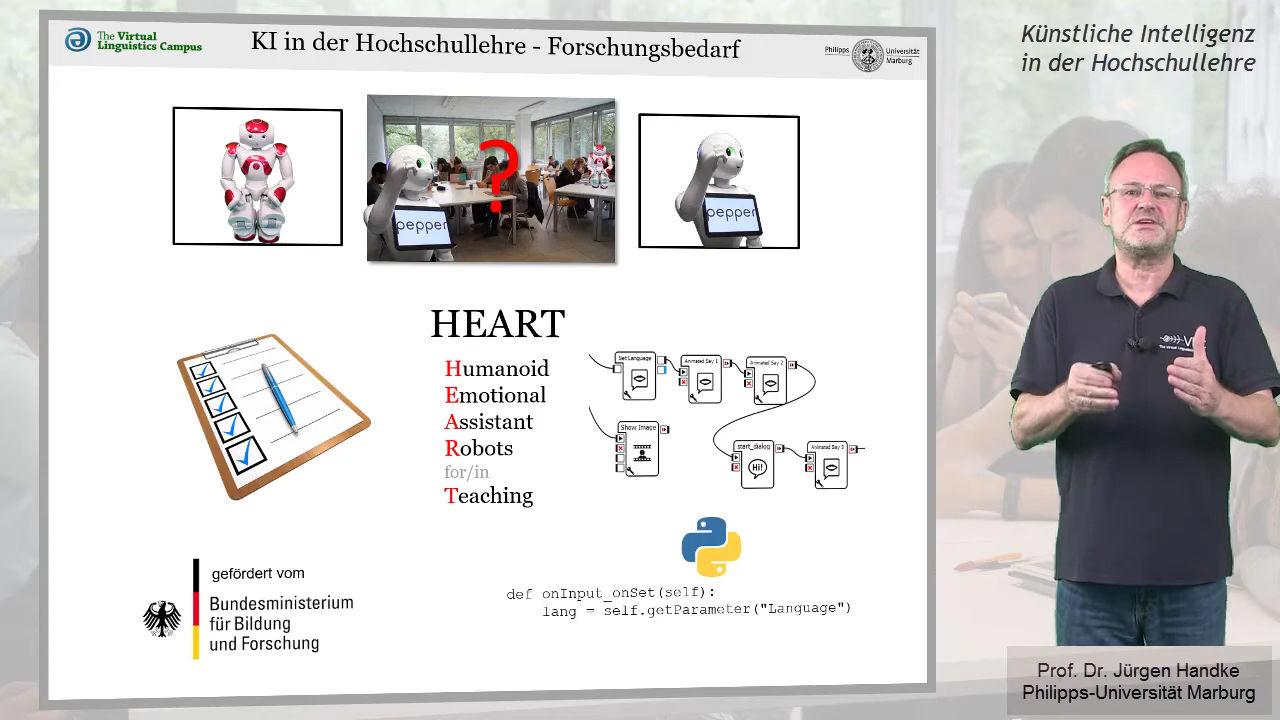 The Virtual
Linguistics Campus
KI in der Hochschullehre - Forschungsbedarf
Philipps
Universität
Marburg
Künstliche Intelligenz
in der Hochschullehre
?
pepper
pepper
HEART
Humanoid
Emotional
Assistant
Robots
for/in
Teaching
Set Language
Animated Say 1
Animated Say 2
Show Image
start_dialog
Hi!
Animated Say 3
gefördert vom
Bundesministerium
für Bildung
und Forschung
def onInput_onSet(self):
lang = self.getParameter("Language")
Prof. Dr. Jürgen Handke
Philipps-Universität Marburg